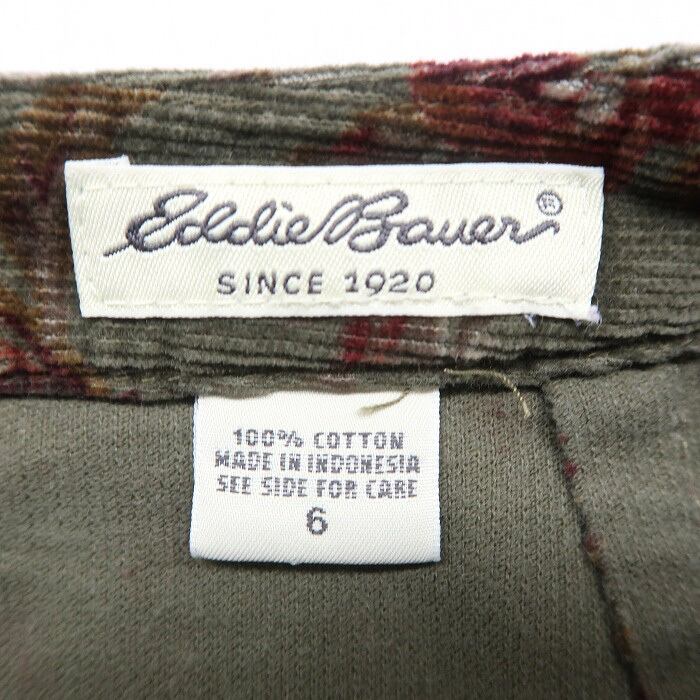 Eddie Bauer®
SINCE 1920
100% COTTON
MADE IN INDONESIA
SEE SIDE FOR CARE
6